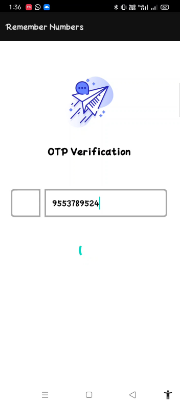 1:36
Remember Numbers
OTP Verification
9553789524